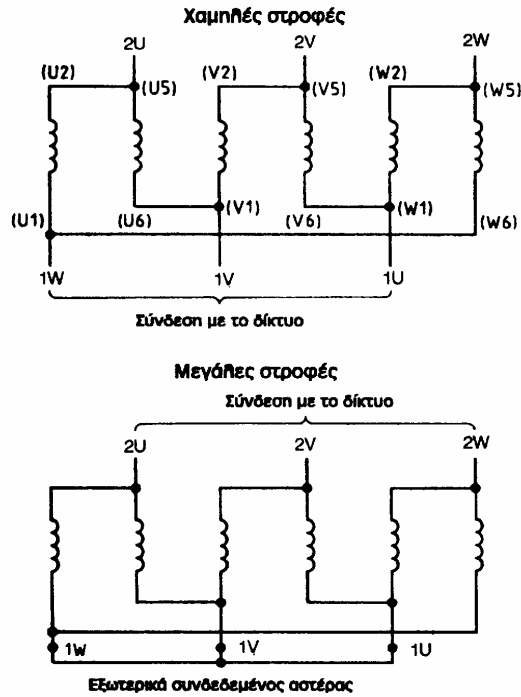 Χαμηλές στροφές
2U 2V 2W
(U2) (U5) (V2) (V5) (W2) (W5)
(U1) (U6) (V1) (V6) (W1) (W6)
1W 1V 1U
Σύνδεση με το δίκτυο
Μεγάλες στροφές
Σύνδεση με το δίκτυο
2U 2V 2W
1W 1V 1U
Εξωτερικά συνδεδεμένος αστέρας